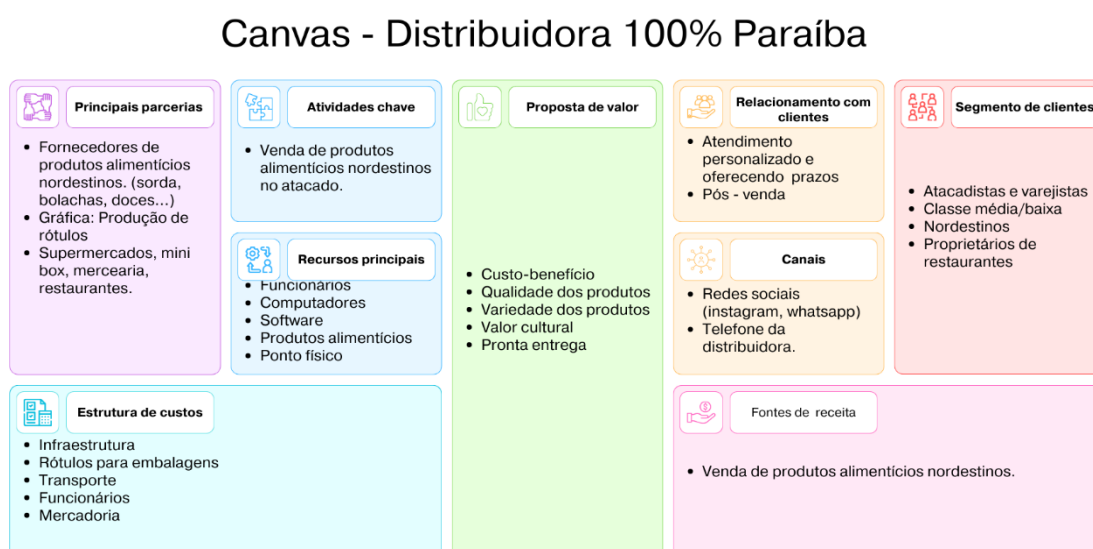 Canvas - Distribuidora 100% Paraíba
Principais parcerias
• Fornecedores de
produtos alimentícios
nordestinos. (sorda,
bolachas, doces...)
• Gráfica: Produção de
rótulos
• Supermercados, mini
box, mercearia,
restaurantes.
Atividades chave
• Venda de produtos
alimentícios nordestinos
no atacado.
Recursos principais
• Funcionários
• Computadores
• Software
• Produtos alimentícios
• Ponto físico
Proposta de valor
• Custo-benefício
• Qualidade dos produtos
• Variedade dos produtos
• Valor cultural
• Pronta entrega
Relacionamento com
clientes
• Atendimento
personalizado e
oferecendo prazos
• Pós - venda
Canais
• Redes sociais
(instagram, whatsapp)
• Telefone da
distribuidora.
Segmento de clientes
• Atacadistas e varejistas
• Classe média/baixa
• Nordestinos
• Proprietários de
restaurantes
Estrutura de custos
• Infraestrutura
• Rótulos para embalagens
• Transporte
• Funcionários
• Mercadoria
Fontes de receita
• Venda de produtos alimentícios nordestinos.